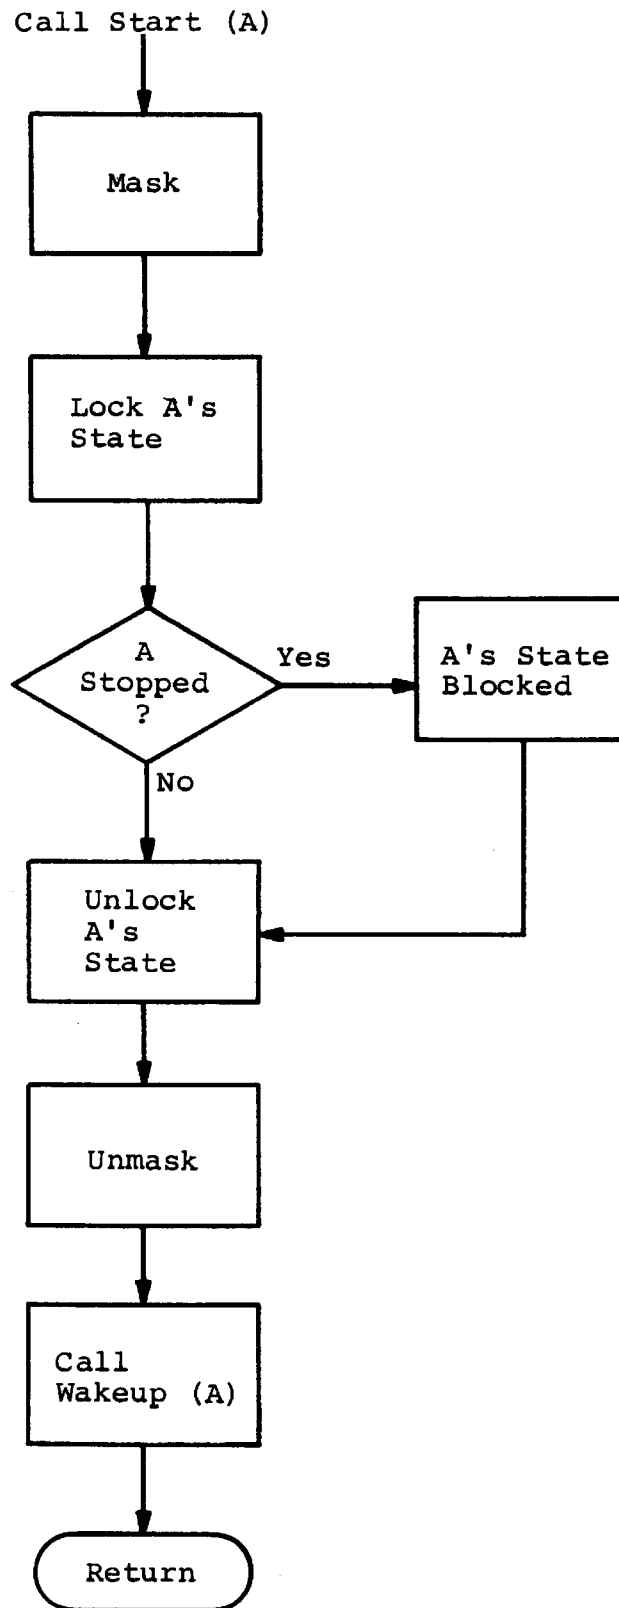 Call Start (A)
Mask
Lock A's
State
A
Stopped
?
Yes
A's State
Blocked
No
Unlock
A's
State
Unmask
Call
Wakeup (A)
Return